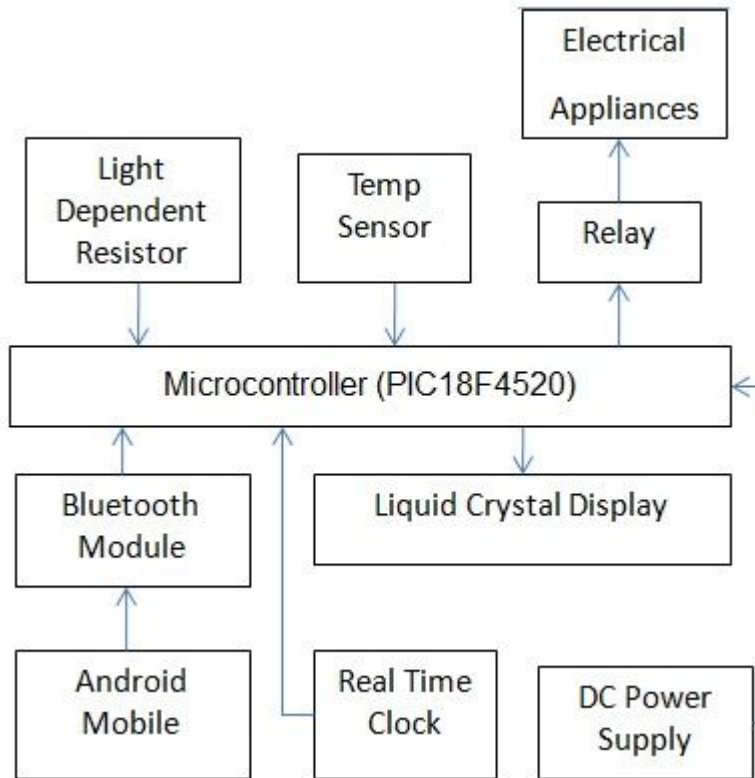 Electrical
Appliances
Light
Dependent
Resistor
Temp
Sensor
Relay
Microcontroller (PIC18F4520)
Bluetooth
Module
Liquid Crystal Display
Android
Mobile
Real Time
Clock
DC Power
Supply